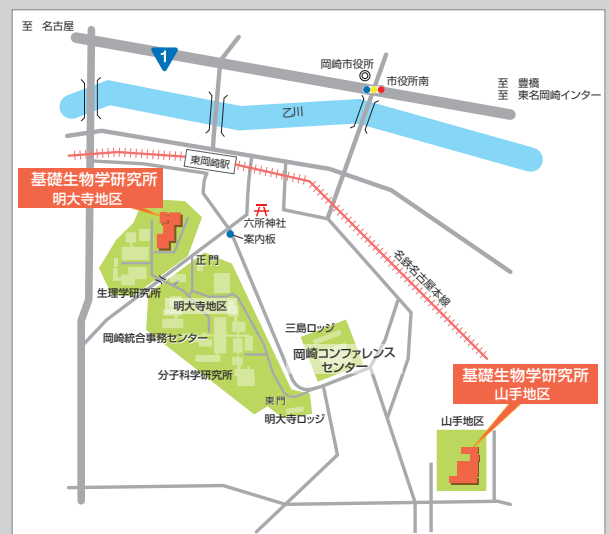 至 名古屋
1
岡崎市役所
市役所南
至 豊橋
至 東名岡崎インター
乙川
東岡崎駅
基礎生物学研究所
明大寺地区
六所神社
案内板
正門
名鉄名古屋本線
生理学研究所
明大寺地区
三島ロッジ
岡崎統合事務センター
岡崎コンファレンス
センター
分子科学研究所
基礎生物学研究所
山手地区
東門
明大寺ロッジ
山手地区